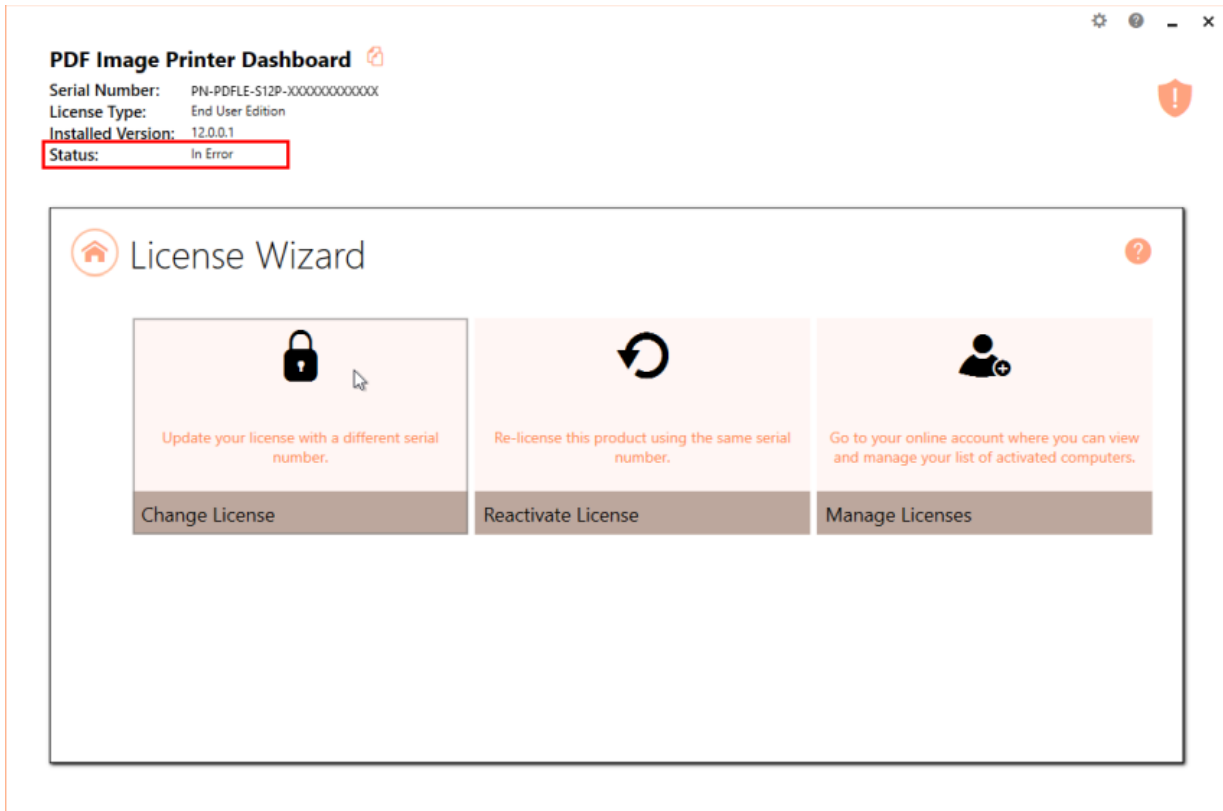 PDF Image Printer Dashboard
Serial Number: PN-PDFLE-S12P-XXXXXXXXXXXX
License Type: End User Edition
Installed Version: 12.0.0.1
Status: In Error
License Wizard
Update your license with a different serial
number.
Change License
Re-license this product using the same serial
number.
Reactivate License
Go to your online account where you can view
and manage your list of activated computers.
Manage Licenses